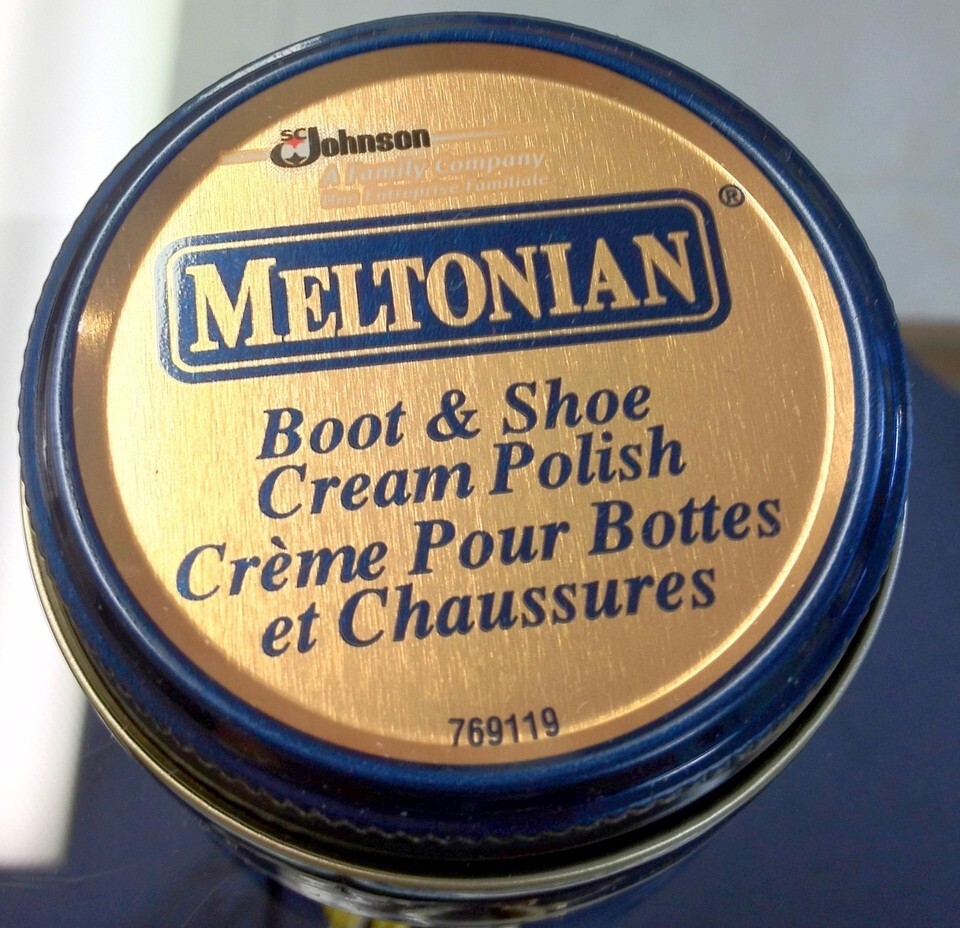 SC Johnson
A Family Company
Une Entreprise Familiale
MELTONIAN®
Boot & Shoe
Cream Polish
Crème Pour Bottes
et Chaussures
769119